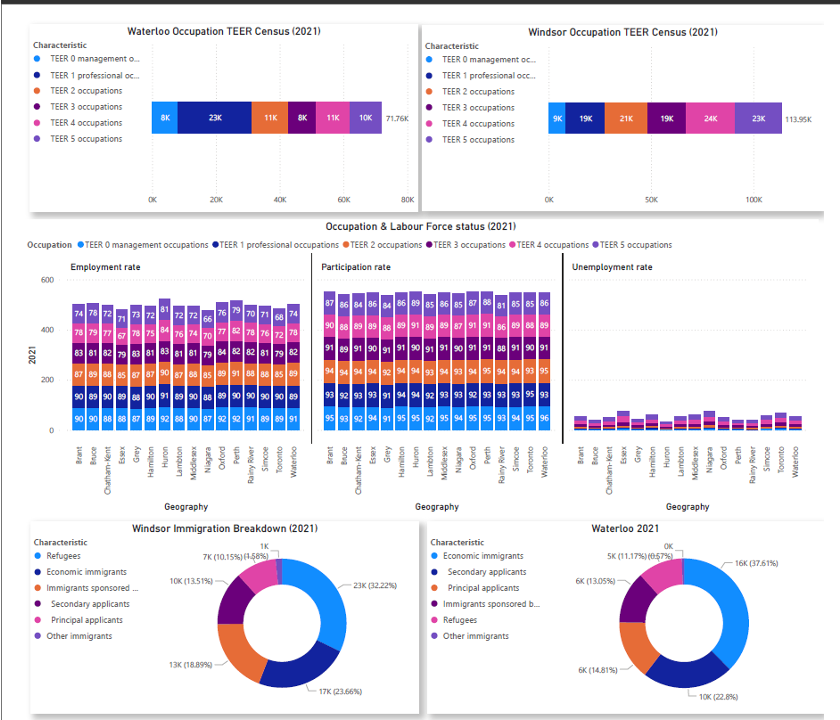 Waterloo Occupation TEER Census (2021)
Characteristic
TEER 0 management o...
TEER 1 professional oc...
TEER 2 occupations
TEER 3 occupations
TEER 4 occupations
TEER 5 occupations
8K 23K 11K 8K 11K 10K 71.76K
0K 20K 40K 60K 80K
Windsor Occupation TEER Census (2021)
Characteristic
TEER 0 management oc...
TEER 1 professional occ...
TEER 2 occupations
TEER 3 occupations
TEER 4 occupations
TEER 5 occupations
9K 19K 21K 19K 24K 23K 113.95K
0K 50K 100K
Occupation & Labour Force status (2021)
Occupation TEER 0 management occupations TEER 1 professional occupations TEER 2 occupations TEER 3 occupations TEER 4 occupations TEER 5 occupations
Employment rate
2021
600
400
200
0
74 78 72 71 73 72 81 72 72 66 76 79 70 71 68 74
78 79 77 67 78 75 84 76 74 70 77 82 78 76 72 78
83 81 82 79 83 81 83 81 81 79 84 82 82 81 79 82
87 89 88 85 87 87 90 87 88 85 89 91 88 88 85 89
90 89 89 89 88 90 91 89 89 88 90 90 90 90 89 90
90 90 88 88 87 89 92 88 90 87 92 92 91 89 89 91
Brant Bruce Chatham-Kent Essex Grey Hamilton Huron Lambton Middlesex Niagara Oxford Perth Rainy River Simcoe Toronto Waterloo
Geography
Participation rate
87 86 84 86 84 86 89 85 86 85 86 88 81 85 85 86
90 88 89 89 88 89 91 89 89 87 91 91 86 89 88 89
91 89 91 90 91 91 90 91 91 90 91 91 88 91 90 91
94 94 94 94 92 94 94 93 94 93 94 95 94 94 93 95
93 92 93 93 91 94 94 92 93 93 94 93 93 94 93 93
95 93 92 94 91 95 95 92 95 94 95 95 93 94 95 96
Brant Bruce Chatham-Kent Essex Grey Hamilton Huron Lambton Middlesex Niagara Oxford Perth Rainy River Simcoe Toronto Waterloo
Geography
Unemployment rate
Brant Bruce Chatham-Kent Essex Grey Hamilton Huron Lambton Middlesex Niagara Oxford Perth Rainy River Simcoe Toronto Waterloo
Geography
Windsor Immigration Breakdown (2021)
Characteristic
Refugees
Economic immigrants
Immigrants sponsored ...
Secondary applicants
Principal applicants
Other immigrants
1K
(1.58%)
23K (32.22%)
17K (23.66%)
13K (18.89%)
10K (13.51%)
7K (10.15%)
Waterloo 2021
Characteristic
Economic immigrants
Secondary applicants
Principal applicants
Immigrants sponsored b...
Refugees
Other immigrants
0K
(0.57%)
16K (37.61%)
10K (22.8%)
6K (14.81%)
6K (13.05%)
5K (11.17%)